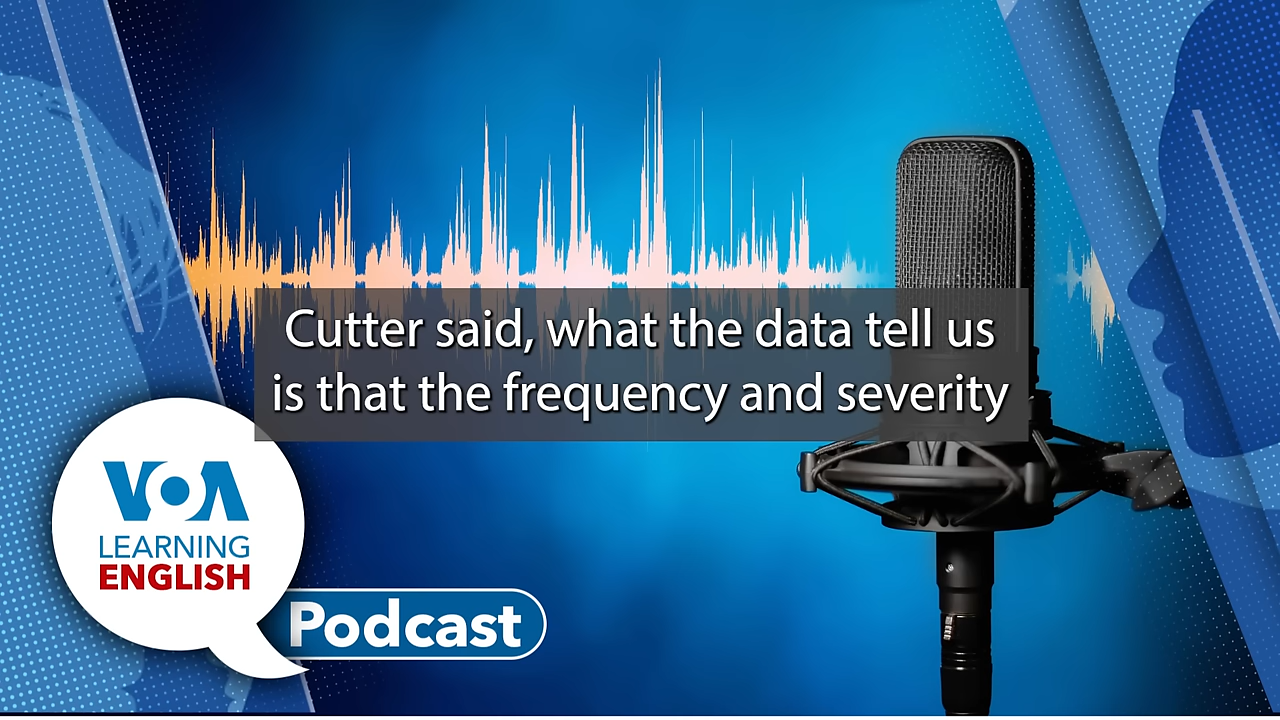 Cutter said, what the data tell us
is that the frequency and severity
VOA
LEARNING
ENGLISH
Podcast